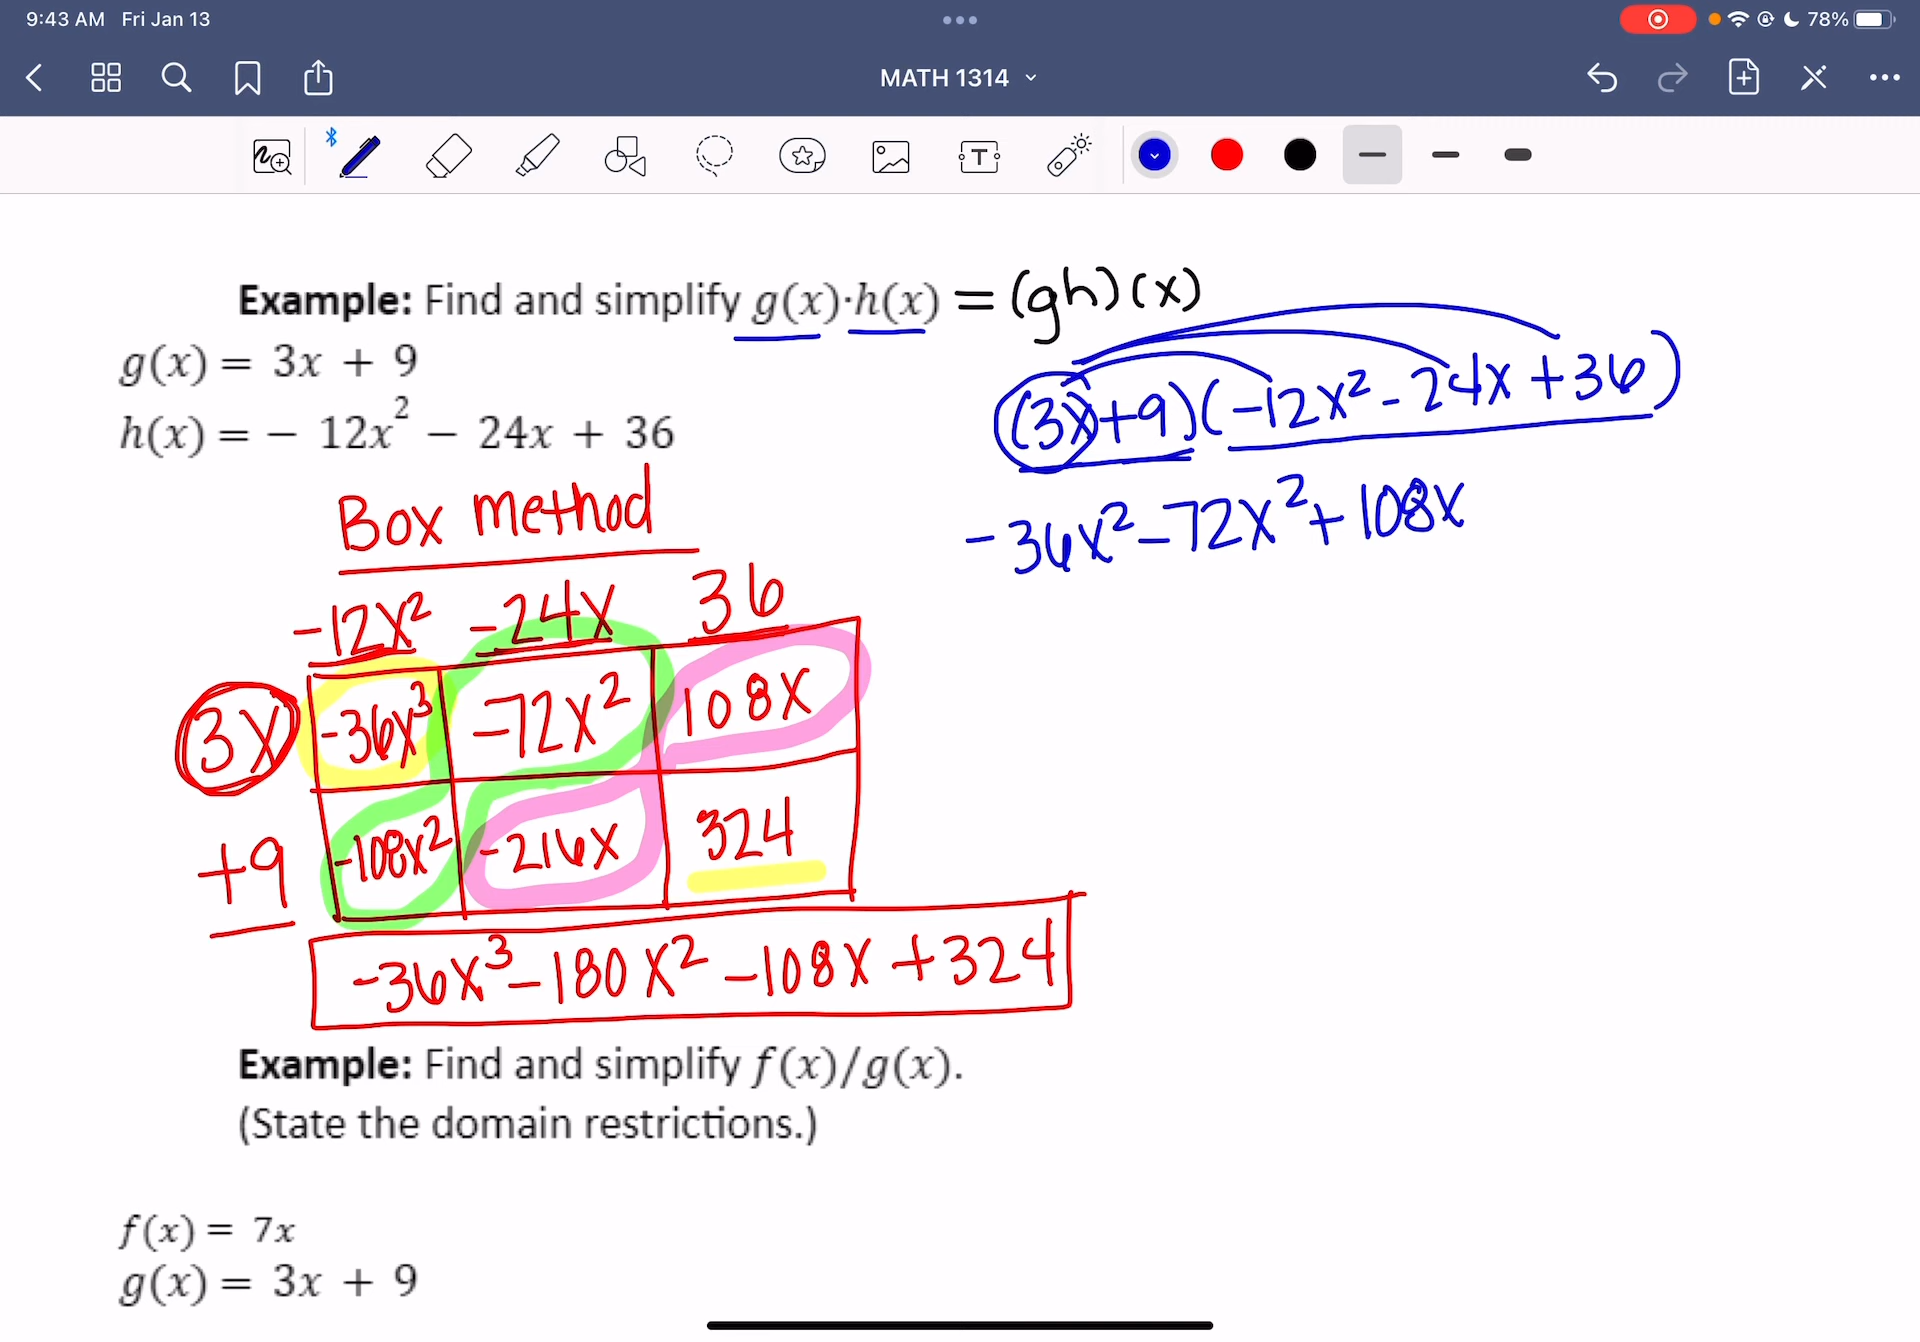 9:43 AM Fri Jan 13
78%
MATH 1314
Example: Find and simplify g(x)·h(x) = (gh)(x)
g(x) = 3x + 9
h(x) = − 12x² − 24x + 36
(3x+9)(-12x²-24x+36)
-36x²-72x²+108x
Box method
-12x² -24x 36
3x -36x³ -72x² 108x
+9 -108x² -216x 324
-36x³-180x²-108x+324
Example: Find and simplify f(x)/g(x).
(State the domain restrictions.)
f(x) = 7x
g(x) = 3x + 9